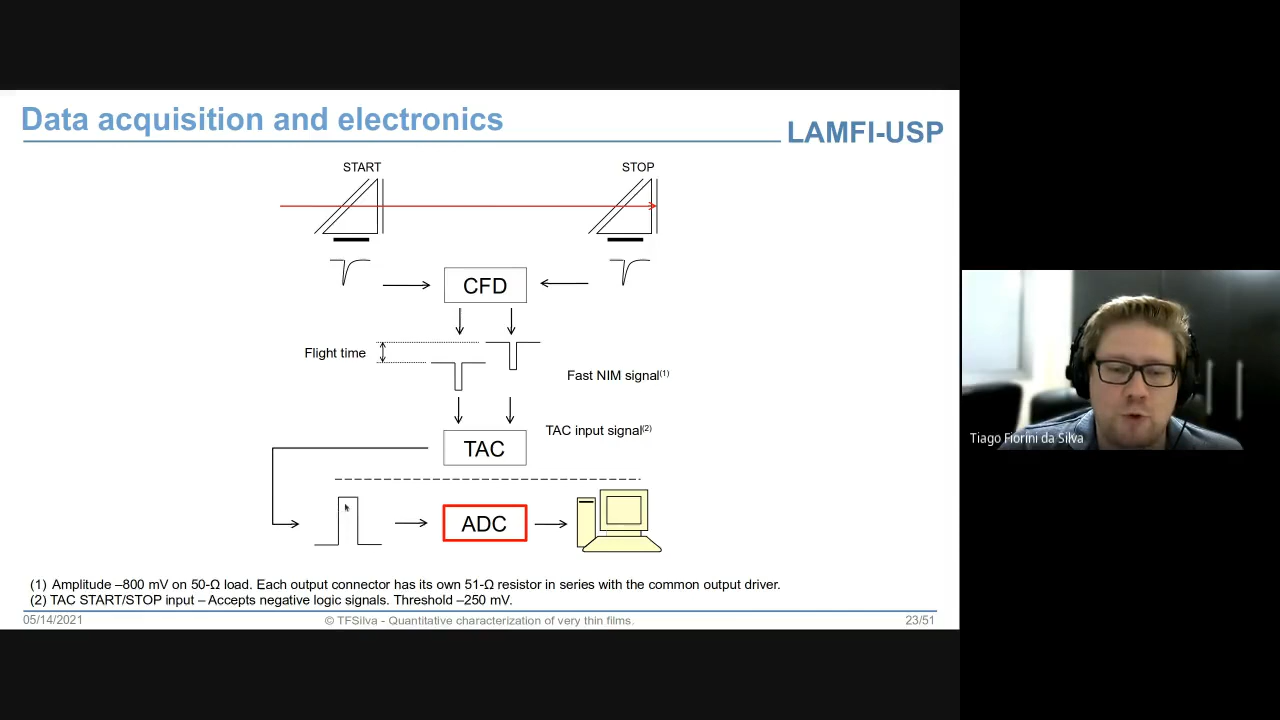 Data acquisition and electronics
LAMFI-USP
START
STOP
CFD
Flight time
Fast NIM signal(1)
TAC input signal(2)
TAC
ADC
(1) Amplitude –800 mV on 50-Ω load. Each output connector has its own 51-Ω resistor in series with the common output driver.
(2) TAC START/STOP input – Accepts negative logic signals. Threshold –250 mV.
05/14/2021
© TFSilva - Quantitative characterization of very thin films.
23/51
Tiago Fiorini da Silva